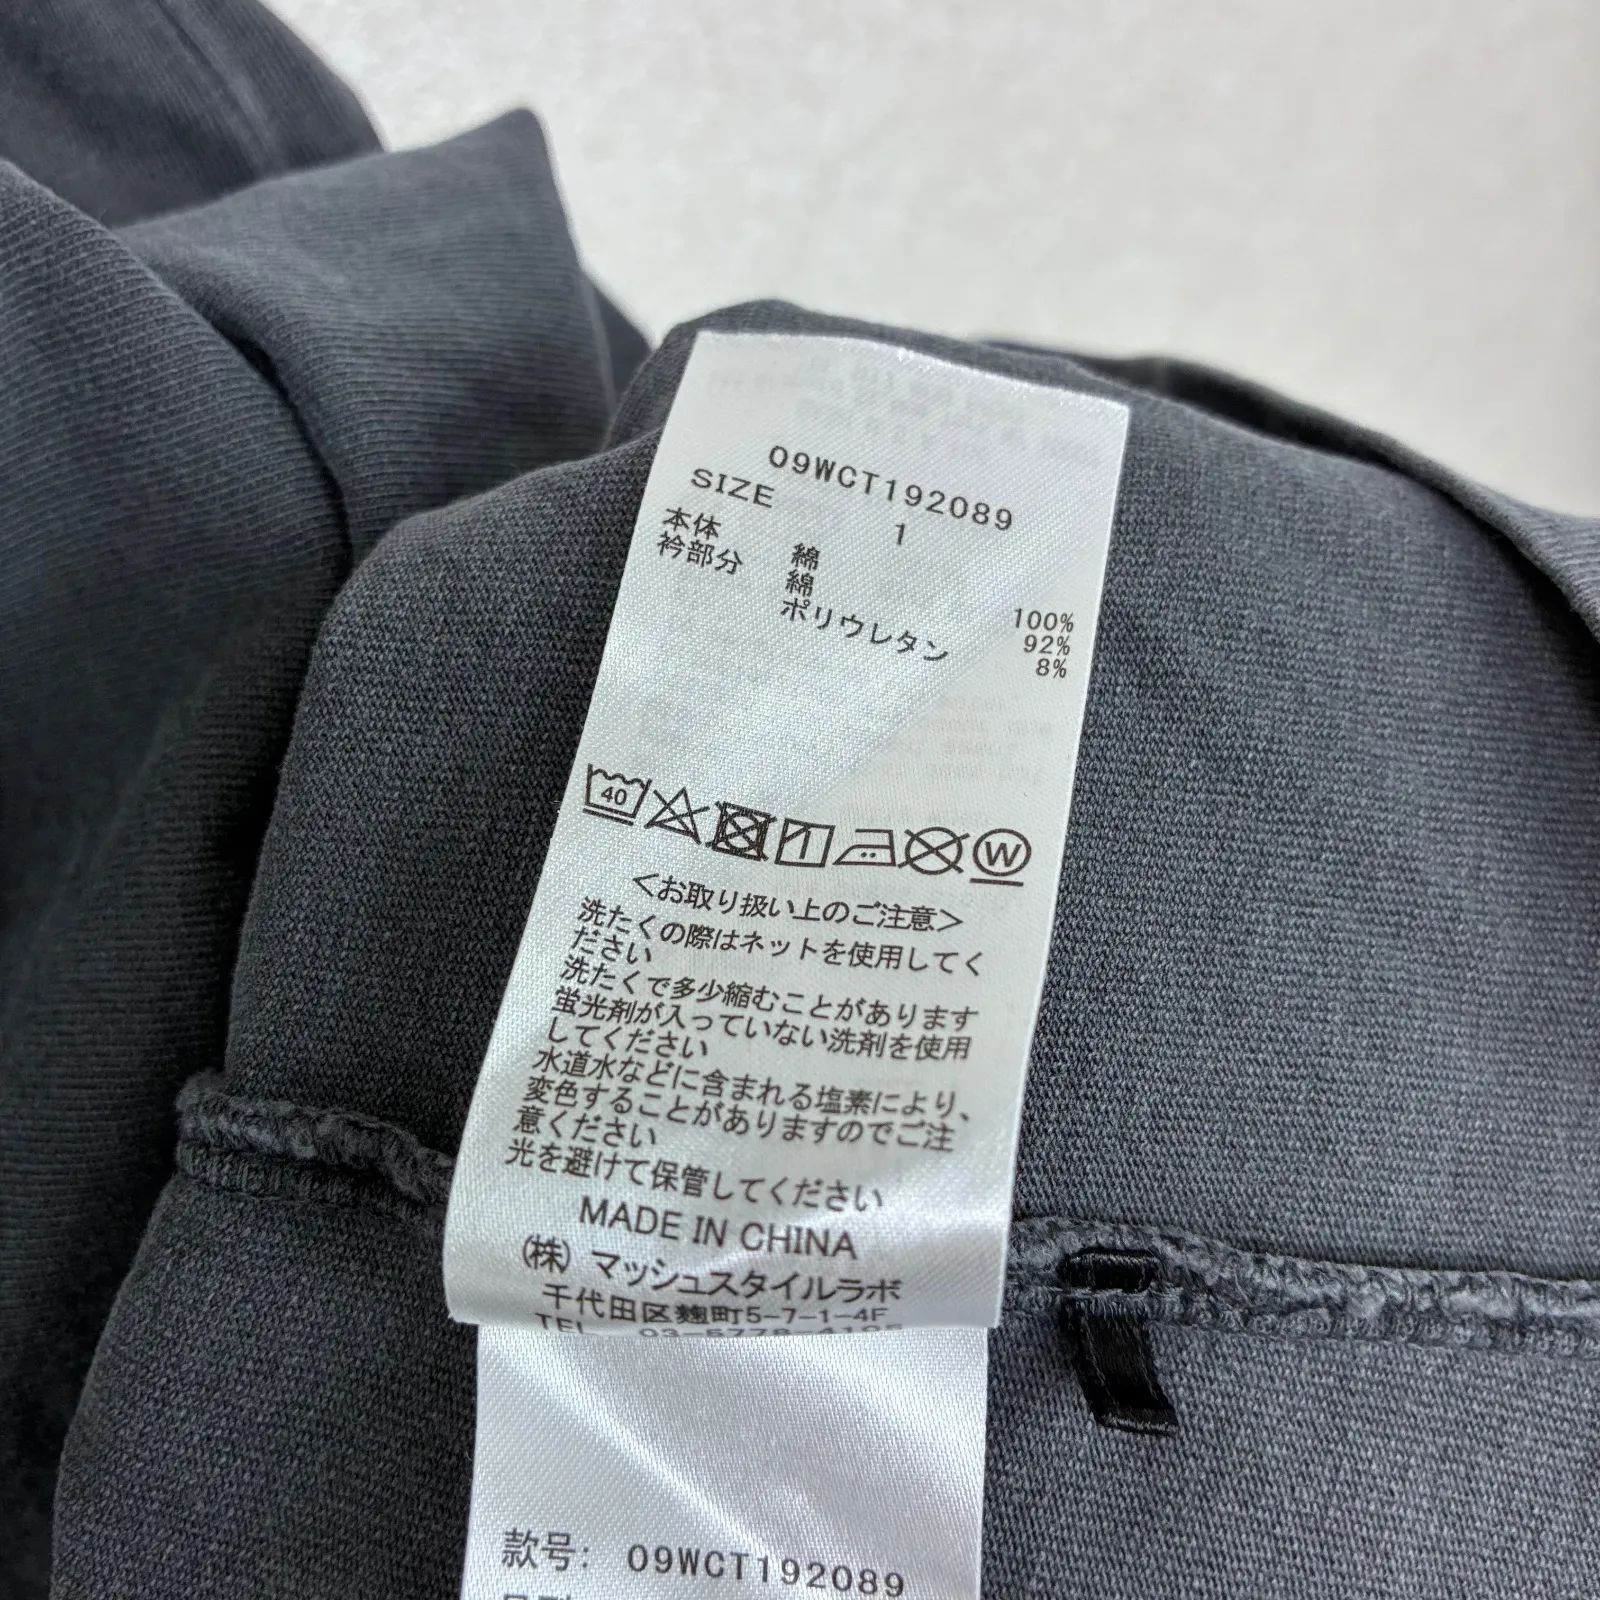 09WCT192089
SIZE 1
本体 綿 100%
衿部分 綿 92%
ポリウレタン 8%
40
W
<お取り扱い上のご注意>
洗たくの際はネットを使用してく
ださい
洗たくで多少縮むことがあります
蛍光剤が入っていない洗剤を使用
してください
水道水などに含まれる塩素により、
変色することがありますのでご注
意ください
光を避けて保管してください
MADE IN CHINA
(株) マッシュスタイルラボ
千代田区麹町5-7-1-4F
TEL
款号: 09WCT192089